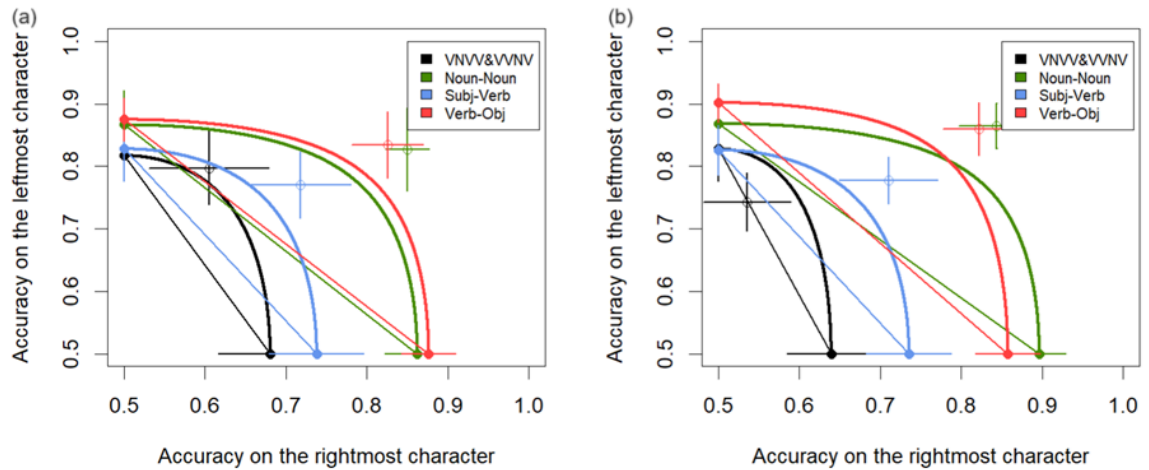 (a)
Accuracy on the leftmost character
1.0
0.9
0.8
0.7
0.6
0.5
VNVV&VVNV
Noun-Noun
Subj-Verb
Verb-Obj
0.5 0.6 0.7 0.8 0.9 1.0
Accuracy on the rightmost character
(b)
Accuracy on the leftmost character
1.0
0.9
0.8
0.7
0.6
0.5
VNVV&VVNV
Noun-Noun
Subj-Verb
Verb-Obj
0.5 0.6 0.7 0.8 0.9 1.0
Accuracy on the rightmost character